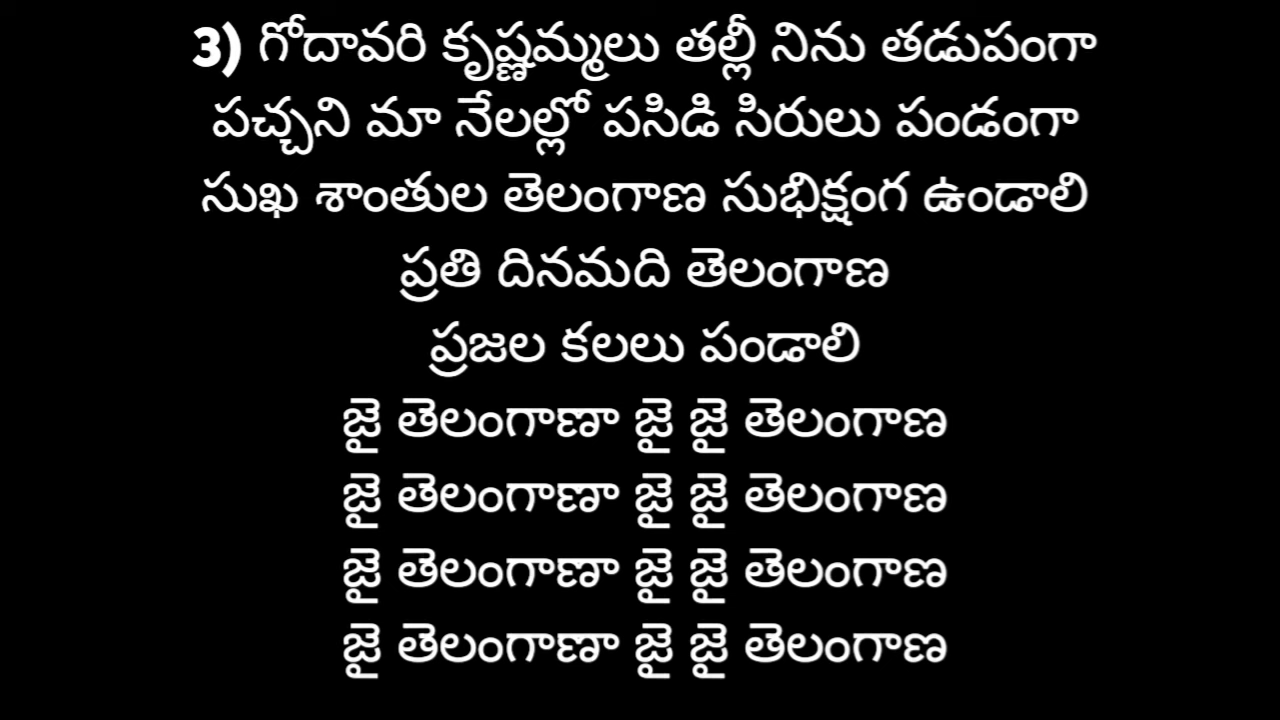 3) గోదావరి కృష్ణమ్మలు తల్లీ నిను తడుపంగా
పచ్చని మా నేలల్లో పసిడి సిరులు పండంగా
సుఖ శాంతుల తెలంగాణ సుభిక్షంగ ఉండాలి
ప్రతి దినమది తెలంగాణ
ప్రజల కలలు పండాలి
జై తెలంగాణా జై జై తెలంగాణ
జై తెలంగాణా జై జై తెలంగాణ
జై తెలంగాణా జై జై తెలంగాణ
జై తెలంగాణా జై జై తెలంగాణ